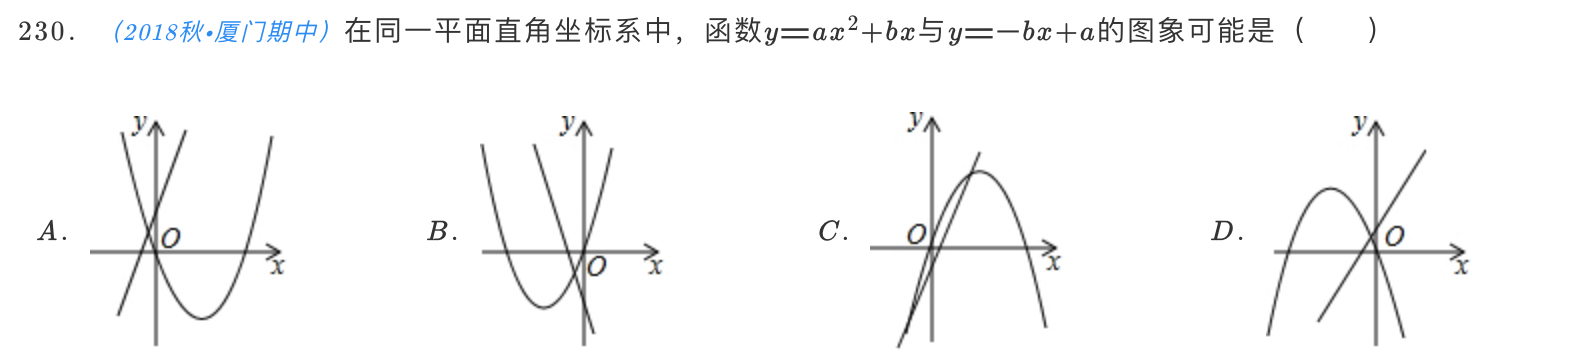 230. （2018秋•厦门期中）在同一平面直角坐标系中，函数y=ax²+bx与y=−bx+a的图象可能是（  ）
A. y O x B. y O x C. y O x D. y O x